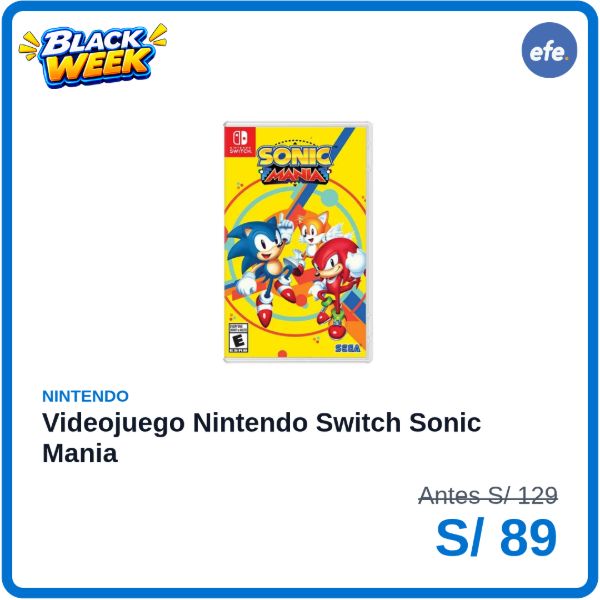 BLACK
WEEK
efe.
NINTENDO
SWITCH
SONIC
MANIA
E
SEGA
NINTENDO
Videojuego Nintendo Switch Sonic
Mania
Antes S/ 129
S/ 89